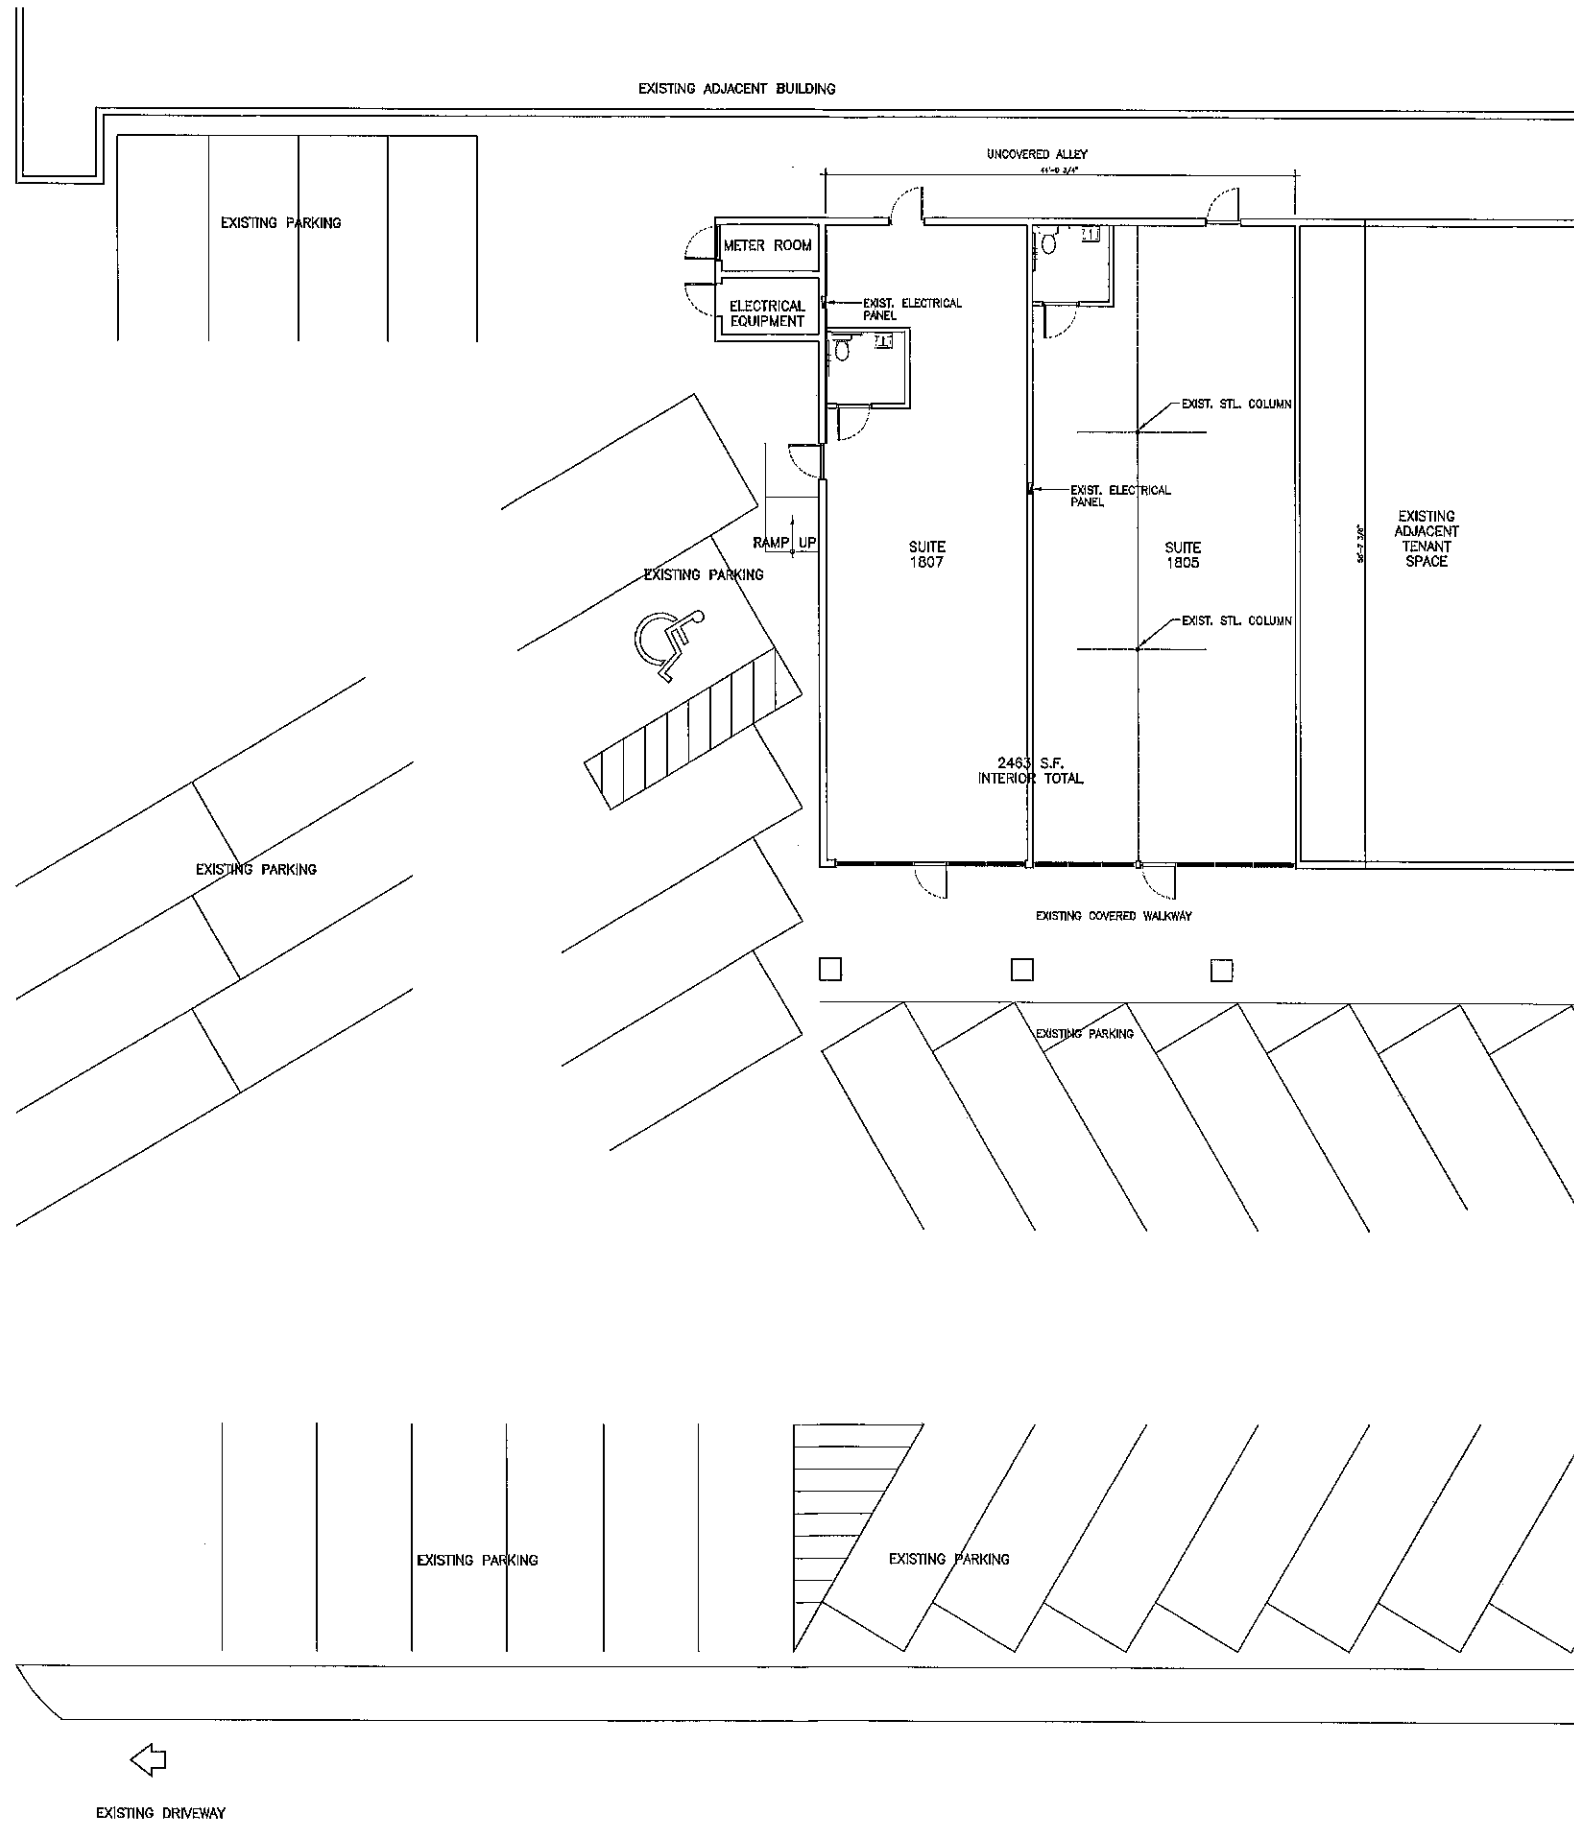 EXISTING ADJACENT BUILDING
UNCOVERED ALLEY
EXISTING PARKING
METER ROOM
ELECTRICAL
EQUIPMENT
EXIST. ELECTRICAL
PANEL
EXIST. STL. COLUMN
EXIST. ELECTRICAL
PANEL
RAMP UP
SUITE
1807
SUITE
1805
EXISTING
ADJACENT
TENANT
SPACE
EXISTING PARKING
EXIST. STL. COLUMN
2463 S.F.
INTERIOR TOTAL
EXISTING PARKING
EXISTING COVERED WALKWAY
EXISTING PARKING
EXISTING PARKING
EXISTING PARKING
EXISTING DRIVEWAY